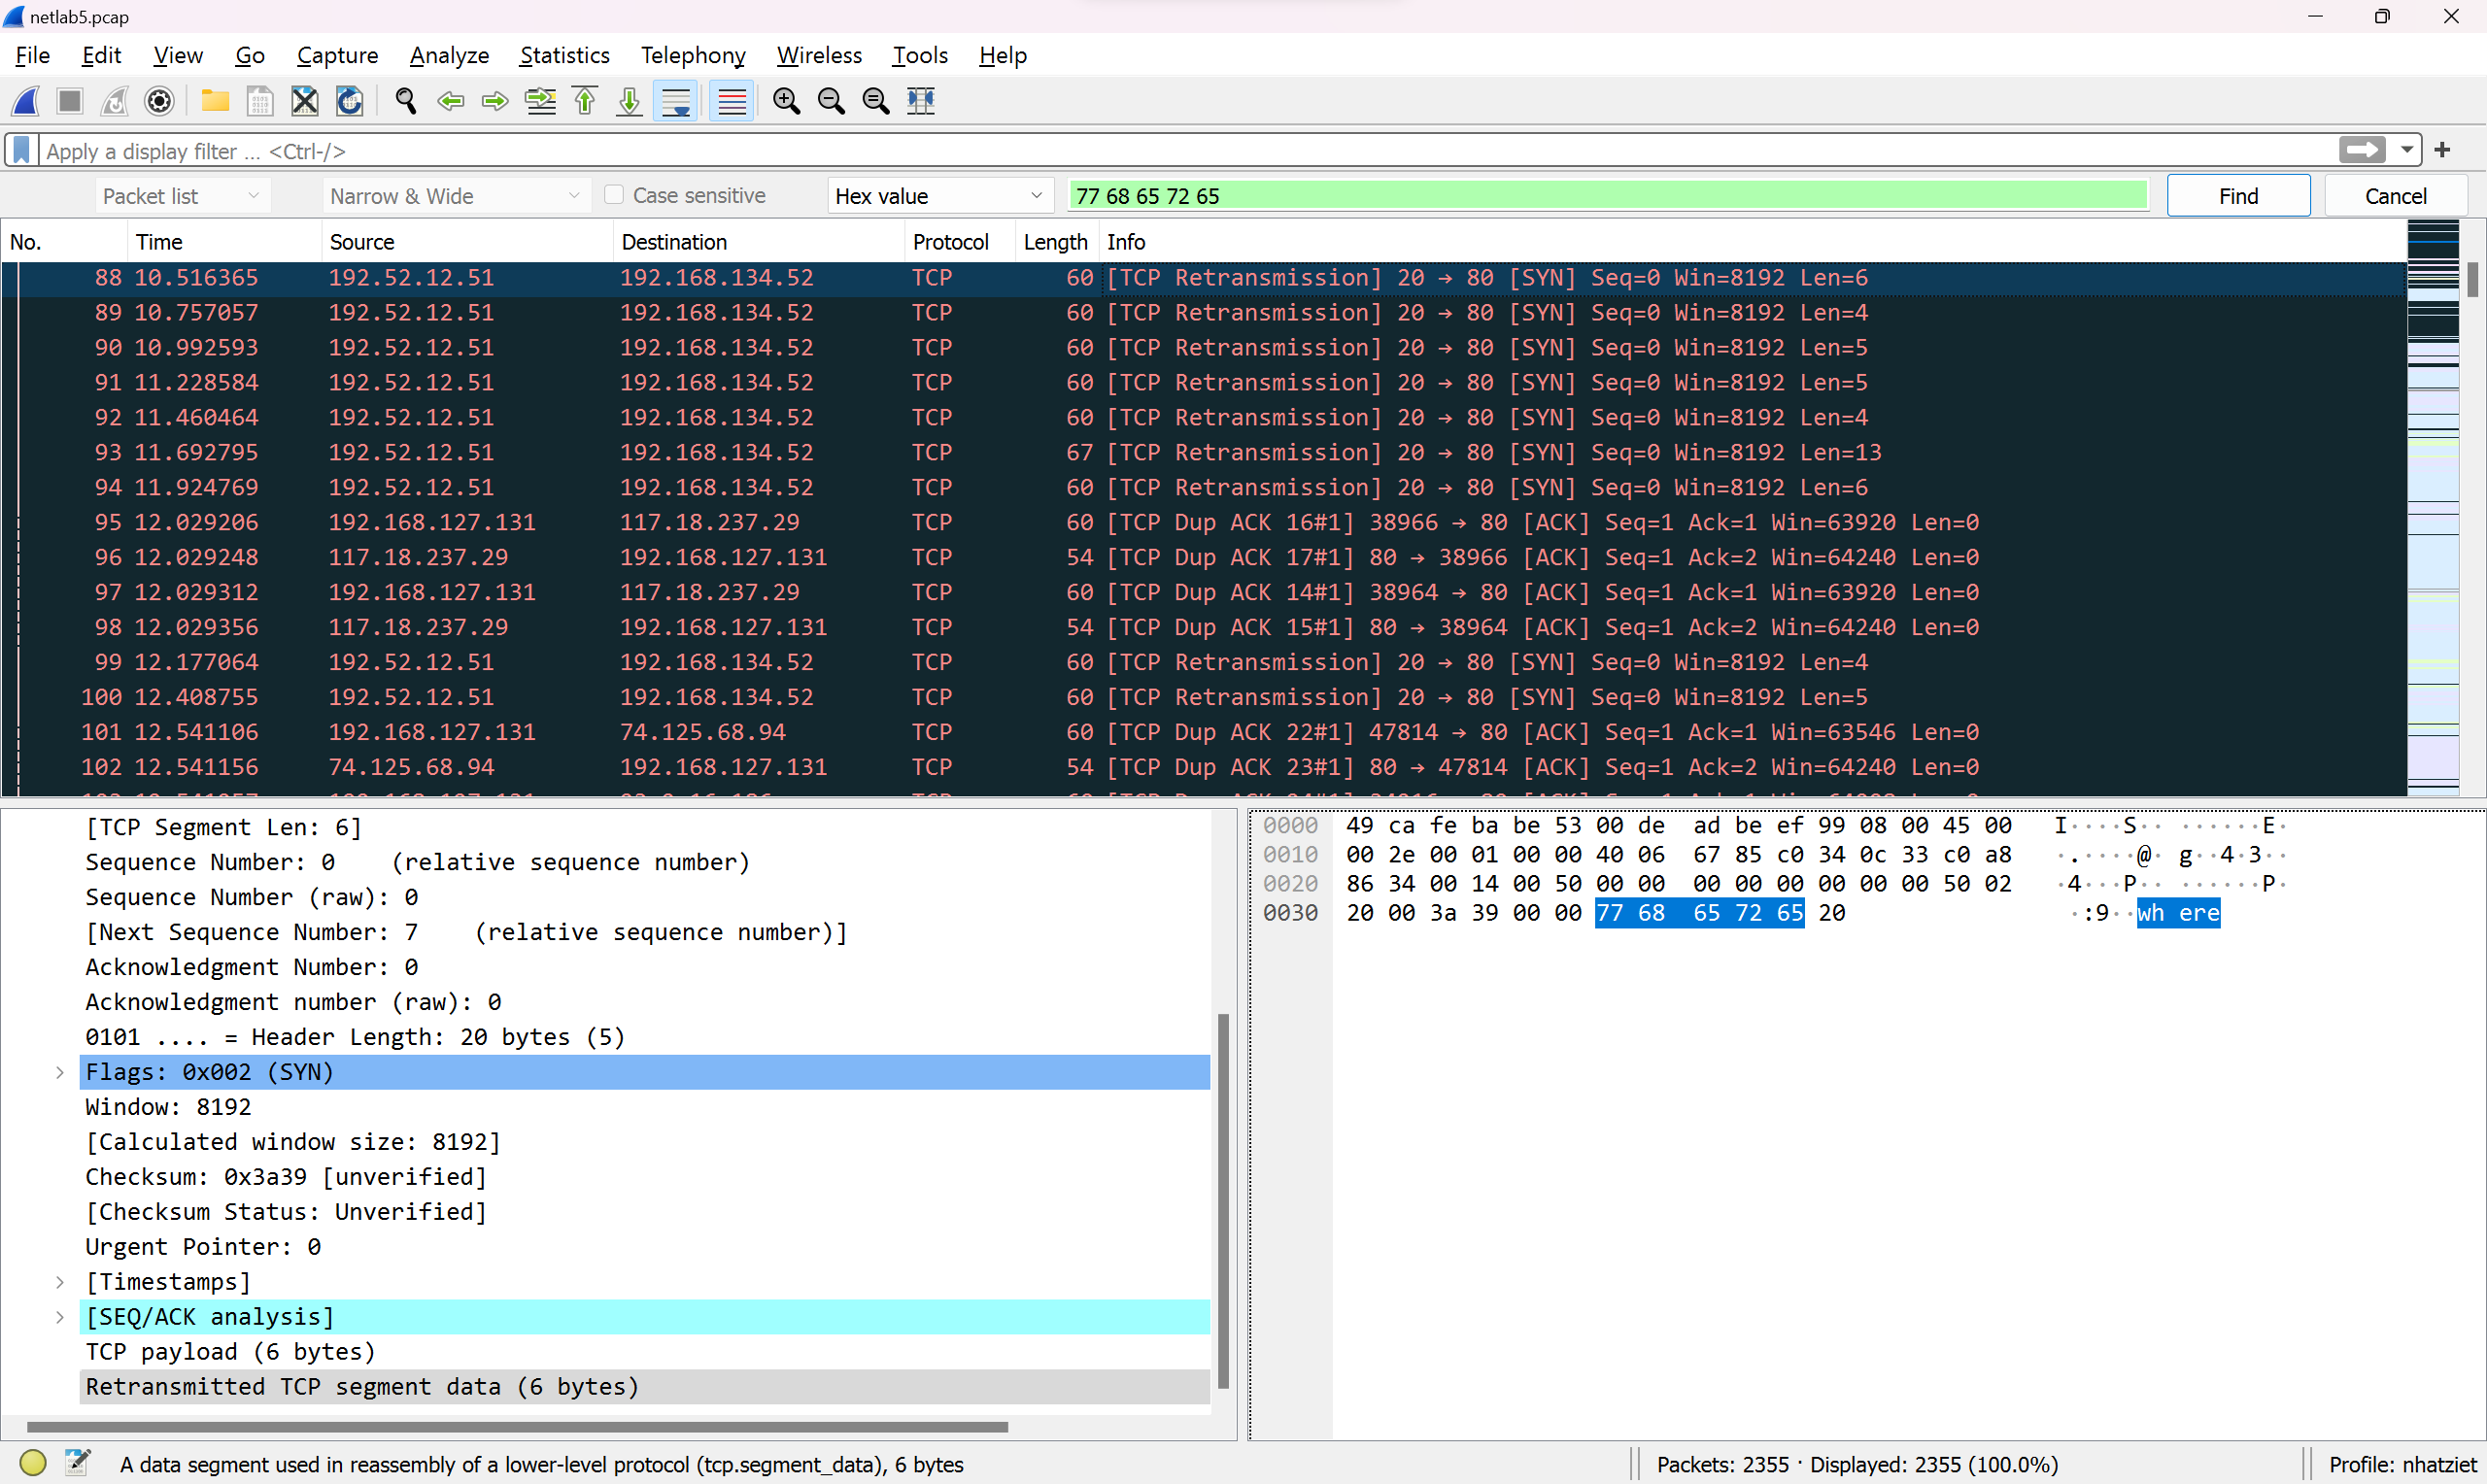 netlab5.pcap
File Edit View Go Capture Analyze Statistics Telephony Wireless Tools Help
Apply a display filter ... <Ctrl-/>
Packet list Narrow & Wide Case sensitive Hex value 77 68 65 72 65 Find Cancel
No. Time Source Destination Protocol Length Info
88 10.516365 192.52.12.51 192.168.134.52 TCP 60 [TCP Retransmission] 20 → 80 [SYN] Seq=0 Win=8192 Len=6
89 10.757057 192.52.12.51 192.168.134.52 TCP 60 [TCP Retransmission] 20 → 80 [SYN] Seq=0 Win=8192 Len=4
90 10.992593 192.52.12.51 192.168.134.52 TCP 60 [TCP Retransmission] 20 → 80 [SYN] Seq=0 Win=8192 Len=5
91 11.228584 192.52.12.51 192.168.134.52 TCP 60 [TCP Retransmission] 20 → 80 [SYN] Seq=0 Win=8192 Len=5
92 11.460464 192.52.12.51 192.168.134.52 TCP 60 [TCP Retransmission] 20 → 80 [SYN] Seq=0 Win=8192 Len=4
93 11.692795 192.52.12.51 192.168.134.52 TCP 67 [TCP Retransmission] 20 → 80 [SYN] Seq=0 Win=8192 Len=13
94 11.924769 192.52.12.51 192.168.134.52 TCP 60 [TCP Retransmission] 20 → 80 [SYN] Seq=0 Win=8192 Len=6
95 12.029206 192.168.127.131 117.18.237.29 TCP 60 [TCP Dup ACK 16#1] 38966 → 80 [ACK] Seq=1 Ack=1 Win=63920 Len=0
96 12.029248 117.18.237.29 192.168.127.131 TCP 54 [TCP Dup ACK 17#1] 80 → 38966 [ACK] Seq=1 Ack=2 Win=64240 Len=0
97 12.029312 192.168.127.131 117.18.237.29 TCP 60 [TCP Dup ACK 14#1] 38964 → 80 [ACK] Seq=1 Ack=1 Win=63920 Len=0
98 12.029356 117.18.237.29 192.168.127.131 TCP 54 [TCP Dup ACK 15#1] 80 → 38964 [ACK] Seq=1 Ack=2 Win=64240 Len=0
99 12.177064 192.52.12.51 192.168.134.52 TCP 60 [TCP Retransmission] 20 → 80 [SYN] Seq=0 Win=8192 Len=4
100 12.408755 192.52.12.51 192.168.134.52 TCP 60 [TCP Retransmission] 20 → 80 [SYN] Seq=0 Win=8192 Len=5
101 12.541106 192.168.127.131 74.125.68.94 TCP 60 [TCP Dup ACK 22#1] 47814 → 80 [ACK] Seq=1 Ack=1 Win=63546 Len=0
102 12.541156 74.125.68.94 192.168.127.131 TCP 54 [TCP Dup ACK 23#1] 80 → 47814 [ACK] Seq=1 Ack=2 Win=64240 Len=0
[TCP Segment Len: 6]
Sequence Number: 0 (relative sequence number)
Sequence Number (raw): 0
[Next Sequence Number: 7 (relative sequence number)]
Acknowledgment Number: 0
Acknowledgment number (raw): 0
0101 .... = Header Length: 20 bytes (5)
Flags: 0x002 (SYN)
Window: 8192
[Calculated window size: 8192]
Checksum: 0x3a39 [unverified]
[Checksum Status: Unverified]
Urgent Pointer: 0
[Timestamps]
[SEQ/ACK analysis]
TCP payload (6 bytes)
Retransmitted TCP segment data (6 bytes)
0000 49 ca fe ba be 53 00 de ad be ef 99 08 00 45 00 I····S·· ······E·
0010 00 2e 00 01 00 00 40 06 67 85 c0 34 0c 33 c0 a8 ·.····@· g··4·3··
0020 86 34 00 14 00 50 00 00 00 00 00 00 00 00 50 02 ·4···P·· ······P·
0030 20 00 3a 39 00 00 77 68 65 72 65 20 ·:9··wh ere
A data segment used in reassembly of a lower-level protocol (tcp.segment_data), 6 bytes
Packets: 2355 · Displayed: 2355 (100.0%)
Profile: nhatziet